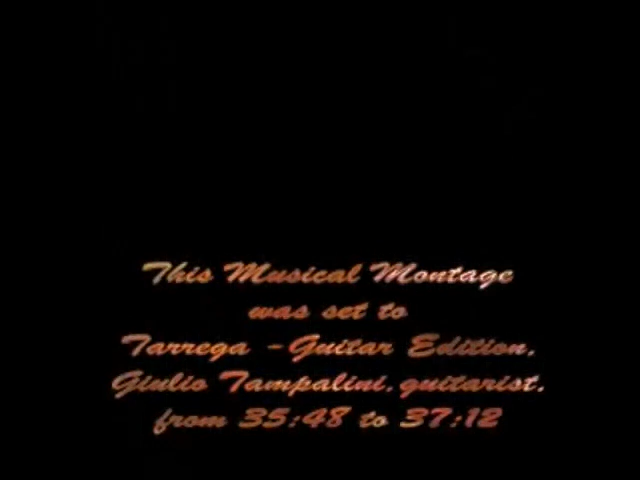 This Musical Montage
was set to
Tarrega - Guitar Edition,
Giulio Tampalini, guitarist,
from 35:48 to 37:12